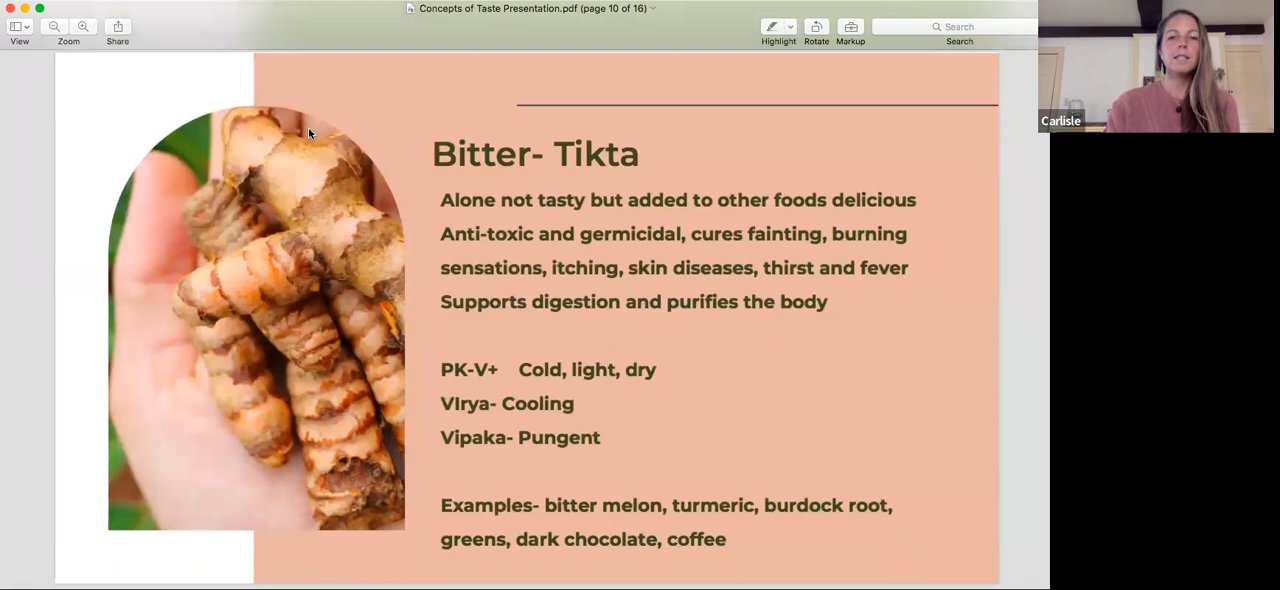 Concepts of Taste Presentation.pdf (page 10 of 16)
View
Zoom
Share
Highlight
Rotate
Markup
Search
Search
Carlisle
Bitter- Tikta
Alone not tasty but added to other foods delicious
Anti-toxic and germicidal, cures fainting, burning
sensations, itching, skin diseases, thirst and fever
Supports digestion and purifies the body
PK-V+ Cold, light, dry
VIrya- Cooling
Vipaka- Pungent
Examples- bitter melon, turmeric, burdock root,
greens, dark chocolate, coffee